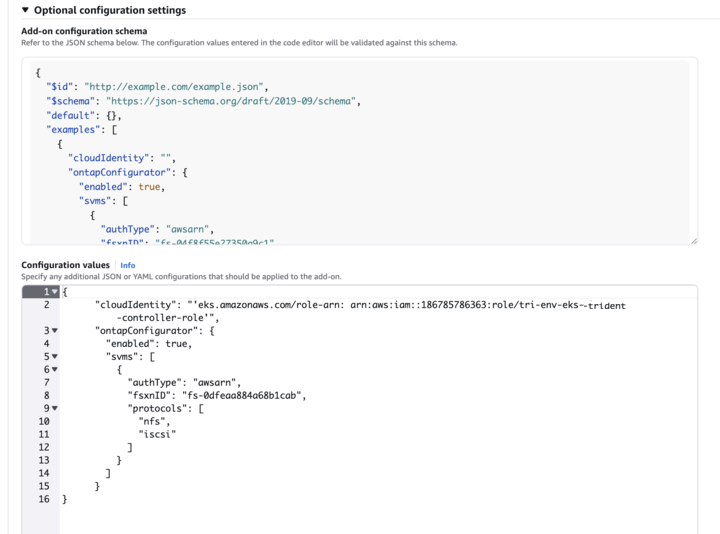 ▼ Optional configuration settings
Add-on configuration schema
Refer to the JSON schema below. The configuration values entered in the code editor will be validated against this schema.
{
"$id": "http://example.com/example.json",
"$schema": "https://json-schema.org/draft/2019-09/schema",
"default": {},
"examples": [
{
"cloudIdentity": "",
"ontapConfigurator": {
"enabled": true,
"svms": [
{
"authType": "awsarn",
"fsxnID": "fs-04f8f55e27350a9c1"
Configuration values Info
Specify any additional JSON or YAML configurations that should be applied to the add-on.
1 ▼ {
2 "cloudIdentity": "'eks.amazonaws.com/role-arn: arn:aws:iam::186785786363:role/tri-env-eks--trident
-controller-role'",
3 ▼ "ontapConfigurator": {
4 "enabled": true,
5 ▼ "svms": [
6 ▼ {
7 "authType": "awsarn",
8 "fsxnID": "fs-0dfeaa884a68b1cab",
9 ▼ "protocols": [
10 "nfs",
11 "iscsi"
12 ]
13 }
14 ]
15 }
16 }